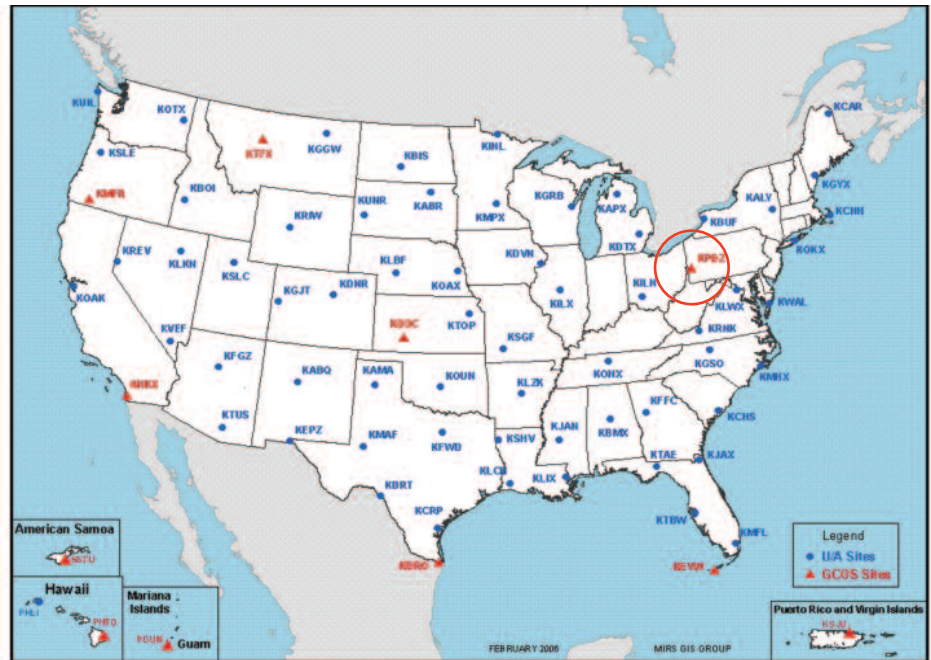 KUIL
KOTX
KSLE
KTFX
KGGW
KBIS
KINL
KCAR
KMFR
KBOI
KUNR
KABR
KMPX
KGRB
KAPX
KALY
KGYX
KRIW
KBUF
KCHH
KREV
KLKN
KSLC
KLBF
KDVN
KDTX
KOKX
KOAK
KGJT
KDNR
KOAX
KILX
KILN
KLWX
KWAL
KVEF
KTOP
KSGF
KRNK
KFGZ
KABQ
KAMA
KOUN
KLZK
KOHX
KGSO
KMHX
KNKX
KTUS
KEPZ
KMAF
KFWD
KSHV
KJAN
KBMX
KFFC
KCHS
KLCH
KLIX
KTAE
KJAX
KBRT
KCRP
KTBW
KMFL
KBRO
American Samoa
Hawaii
PHLI
PHTO
Mariana
Islands
Guam
Legend
U/A Sites
GCOS Sites
Puerto Rico and Virgin Islands
FEBRUARY 2006
MIRS GIS GROUP